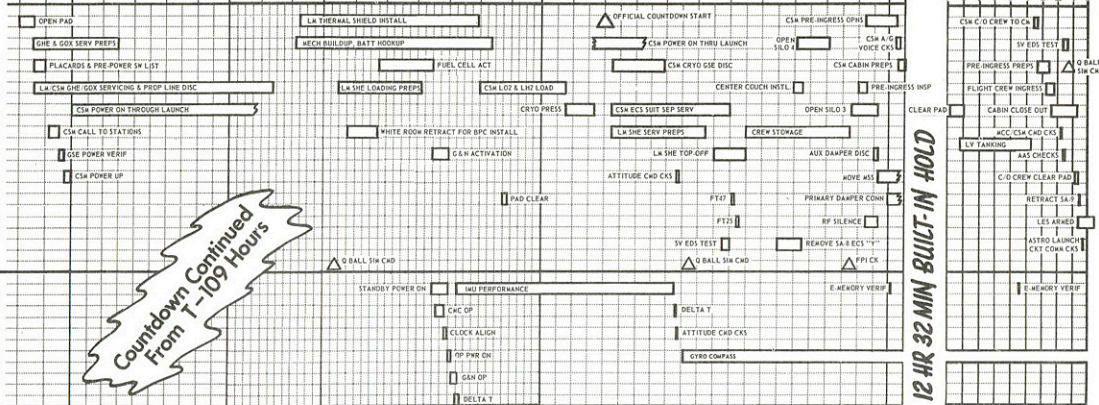 OPEN PAD
LM THERMAL SHIELD INSTALL
OFFICIAL COUNTDOWN START
CSM PRE-INGRESS OPNS
CSM C/O CREW TO CM
GHE & GOX SERV PREPS
MECH BUILDUP, BATT HOOKUP
CSM POWER ON THRU LAUNCH
OPEN
SILO 4
CSM A/G
VOICE CKS
SV EDS TEST
PLACARDS & PRE-POWER SW LIST
FUEL CELL ACT
CSM CRYO GSE DISC
CSM CABIN PREPS
PRE-INGRESS PREPS
Q BALL
SIM CMD
LM/CSM GHE/GOX SERVICING & PROP LINE DISC
LM SHE LOADING PREPS
CSM LO2 & LH2 LOAD
CENTER COUCH INSTL
PRE-INGRESS INSP
FLIGHT CREW INGRESS
CSM POWER ON THROUGH LAUNCH
CRYO PRESS
CSM ECS SUIT SEP SERV
OPEN SILO 3
CLEAR PAD
CABIN CLOSE OUT
CSM CALL TO STATIONS
WHITE ROOM RETRACT FOR BPC INSTALL
LM SHE SERV PREPS
CREW STOWAGE
MCC/CSM CMD CKS
LV TANKING
GSE POWER VERIF
G&N ACTIVATION
LM SHE TOP-OFF
AUX DAMPER DISC
AAS CHECKS
CSM POWER UP
ATTITUDE CMD CKS
MOVE MSS
C/O CREW CLEAR PAD
PAD CLEAR
FT47
PRIMARY DAMPER CONN
RETRACT SA-9
FT25
RF SILENCE
LES ARMED
SV EDS TEST
REMOVE SA-8 ECS "Y"
ASTRO LAUNCH
CKT COMM CKS
Q BALL SIM CMD
Q BALL SIM CMD
FPI CK
Countdown Continued
From T-109 Hours
12 HR 32 MIN BUILT-IN HOLD
STANDBY POWER ON
IMU PERFORMANCE
E-MEMORY VERIF
E-MEMORY VERIF
CMC OP
DELTA T
CLOCK ALIGN
ATTITUDE CMD CKS
OP PWR ON
GYRO COMPASS
G&N OP
DELTA T